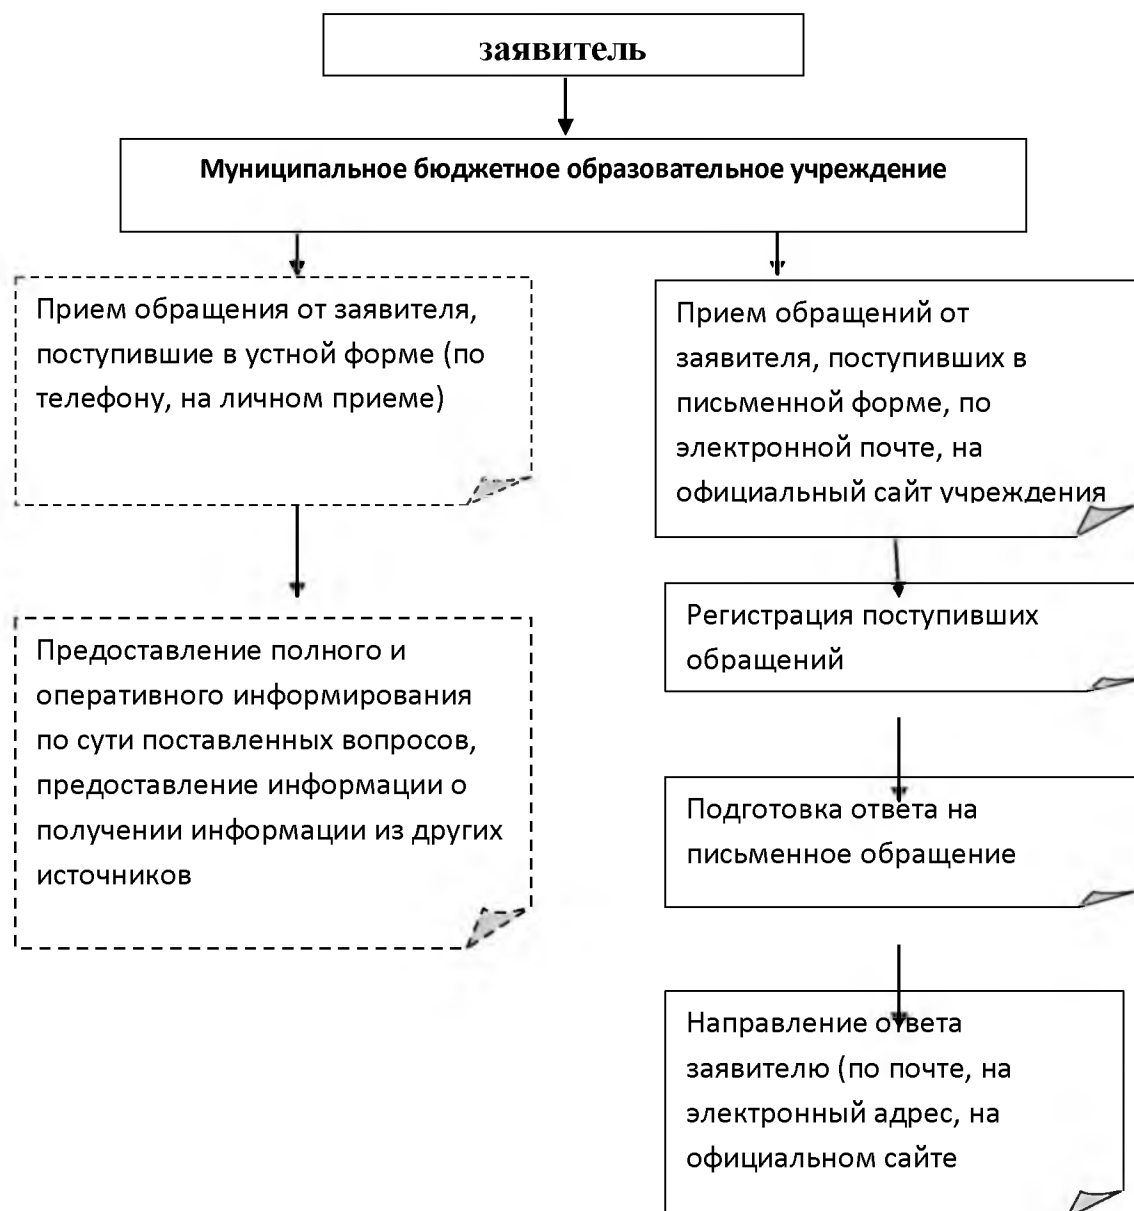 заявитель
Муниципальное бюджетное образовательное учреждение
Прием обращения от заявителя,
поступившие в устной форме (по
телефону, на личном приеме)
Предоставление полного и
оперативного информирования
по сути поставленных вопросов,
предоставление информации о
получении информации из других
источников
Прием обращений от
заявителя, поступивших в
письменной форме, по
электронной почте, на
официальный сайт учреждения
Регистрация поступивших
обращений
Подготовка ответа на
письменное обращение
Направление ответа
заявителю (по почте, на
электронный адрес, на
официальном сайте